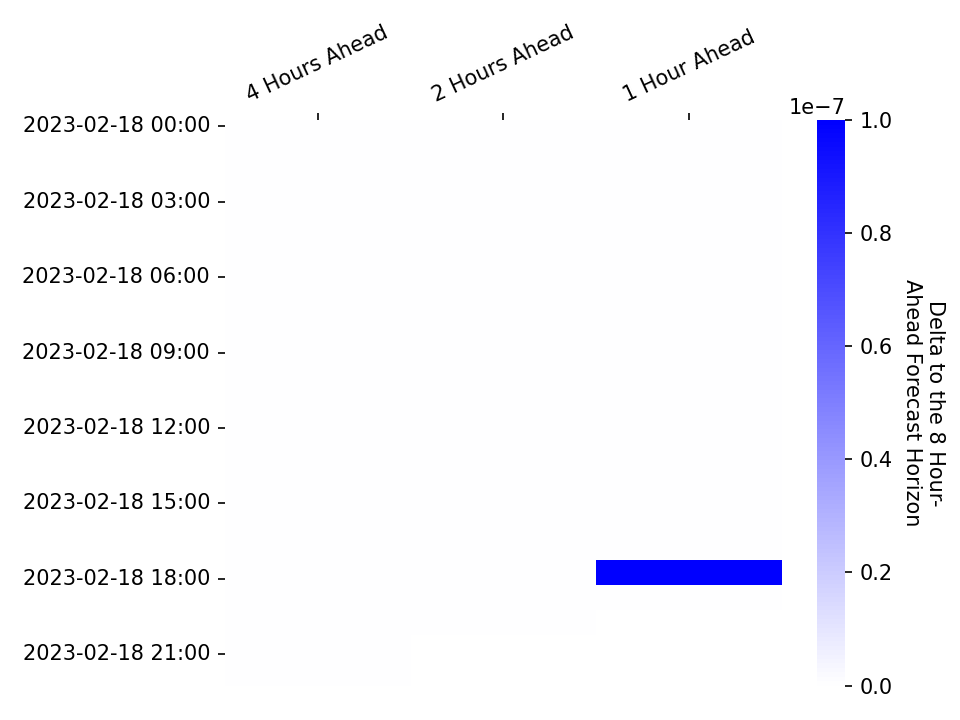 4 Hours Ahead
2 Hours Ahead
1 Hour Ahead
2023-02-18 00:00
2023-02-18 03:00
2023-02-18 06:00
2023-02-18 09:00
2023-02-18 12:00
2023-02-18 15:00
2023-02-18 18:00
2023-02-18 21:00
1e−7
1.0
0.8
0.6
0.4
0.2
0.0
Delta to the 8 Hour-
Ahead Forecast Horizon